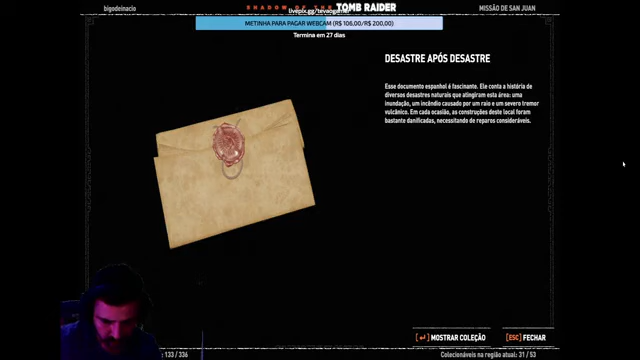 bigodeinacio
SHADOW OF THE TOMB RAIDER
MISSÃO DE SAN JUAN
livepix.gg/tevaogamer
METINHA PARA PAGAR WEBCAM (R$ 106,00/R$ 200,00)
Termina em 27 dias
DESASTRE APÓS DESASTRE
Esse documento espanhol é fascinante. Ele conta a história de
diversos desastres naturais que atingiram esta área: uma
inundação, um incêndio causado por um raio e um severo tremor
vulcânico. Em cada ocasião, as construções deste local foram
bastante danificadas, necessitando de reparos consideráveis.
[↵] MOSTRAR COLEÇÃO
[ESC] FECHAR
: 133 / 336
Colecionáveis na região atual: 31 / 53